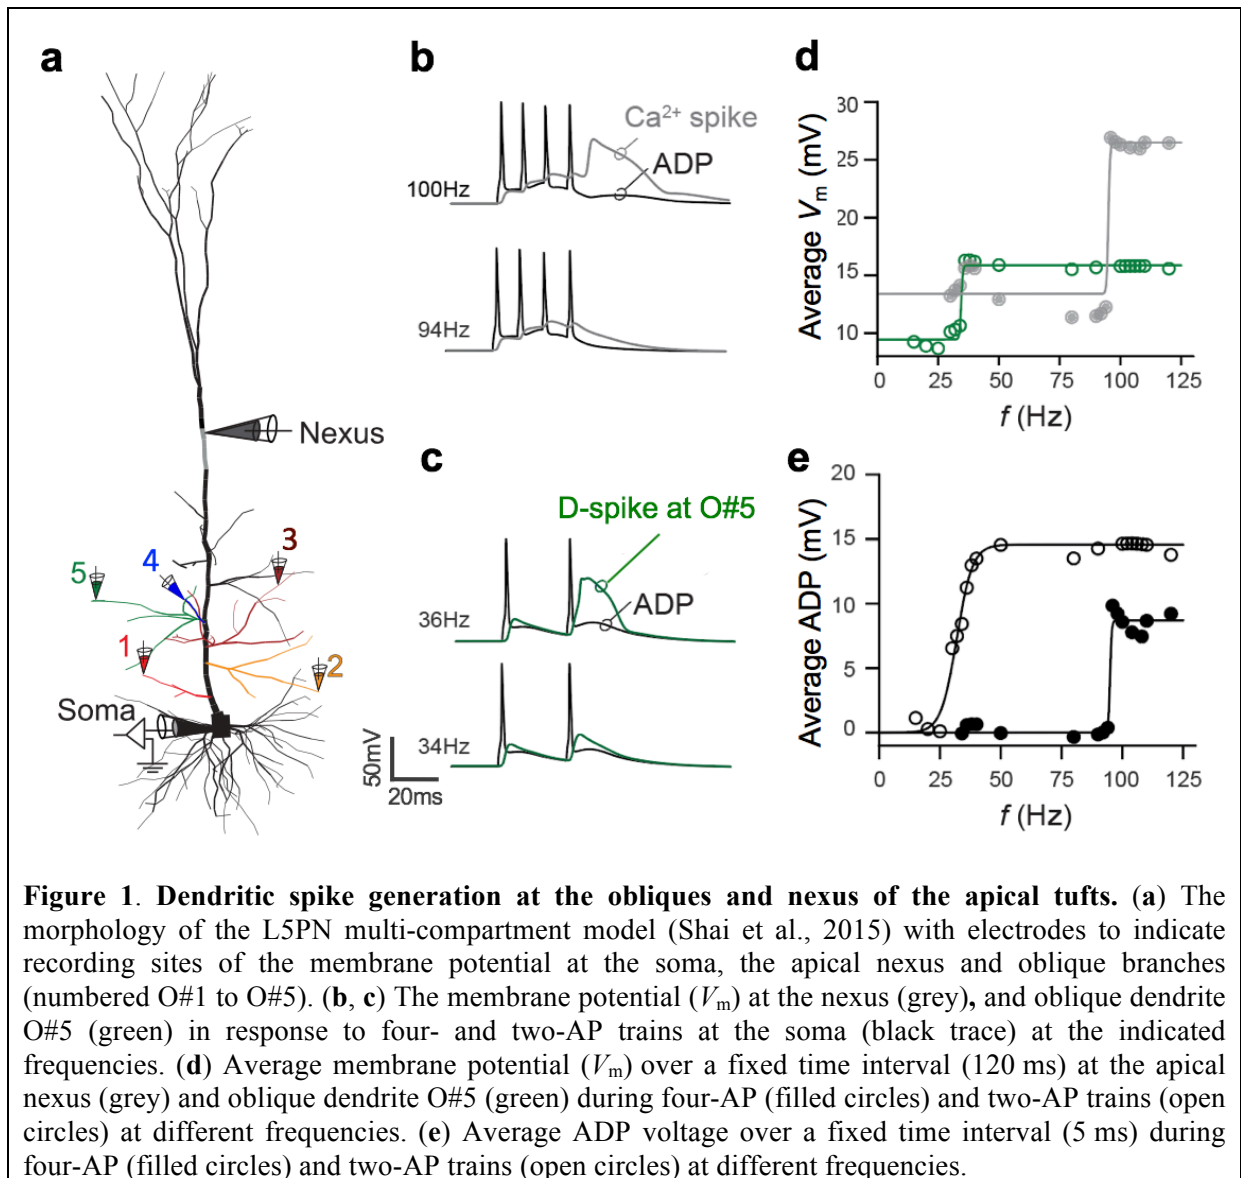 a
Nexus
5
4
3
1
2
Soma
b
Ca²⁺ spike
ADP
100Hz
94Hz
c
D-spike at O#5
ADP
36Hz
34Hz
50mV
20ms
d
Average Vm (mV)
30
25
20
15
10
0 25 50 75 100 125
f (Hz)
e
Average ADP (mV)
20
15
10
5
0
0 25 50 75 100 125
f (Hz)
Figure 1. Dendritic spike generation at the obliques and nexus of the apical tufts. (a) The
morphology of the L5PN multi-compartment model (Shai et al., 2015) with electrodes to indicate
recording sites of the membrane potential at the soma, the apical nexus and oblique branches
(numbered O#1 to O#5). (b, c) The membrane potential (Vm) at the nexus (grey), and oblique dendrite
O#5 (green) in response to four- and two-AP trains at the soma (black trace) at the indicated
frequencies. (d) Average membrane potential (Vm) over a fixed time interval (120 ms) at the apical
nexus (grey) and oblique dendrite O#5 (green) during four-AP (filled circles) and two-AP trains (open
circles) at different frequencies. (e) Average ADP voltage over a fixed time interval (5 ms) during
four-AP (filled circles) and two-AP trains (open circles) at different frequencies.